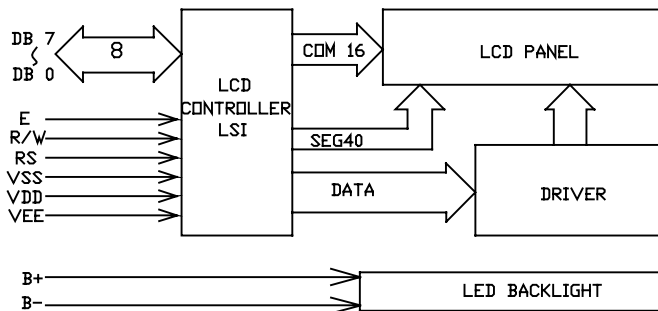 DB 7
8
DB 0
LCD
CONTROLLER
LSI
COM 16
LCD PANEL
E
R/W
RS
VSS
VDD
VEE
SEG40
DATA
DRIVER
B+
B-
LED BACKLIGHT